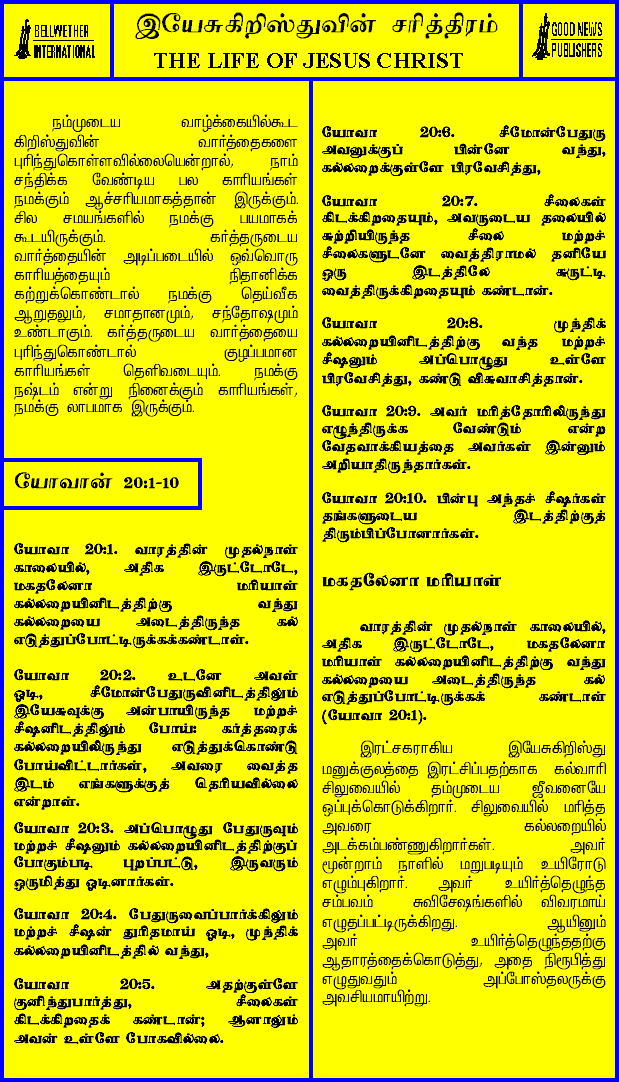 BELLWETHER
INTERNATIONAL
இயேசுகிறிஸ்துவின் சரித்திரம்
THE LIFE OF JESUS CHRIST
GOOD NEWS
PUBLISHERS
நம்முடைய வாழ்க்கையில்கூட
கிறிஸ்துவின் வார்த்தைகளை
புரிந்துகொள்ளவில்லையென்றால், நாம்
சந்திக்க வேண்டிய பல காரியங்கள்
நமக்கும் ஆச்சரியமாகத்தான் இருக்கும்.
சில சமயங்களில் நமக்கு பயமாகக்
கூடயிருக்கும். கர்த்தருடைய
வார்த்தையின் அடிப்படையில் ஒவ்வொரு
காரியத்தையும் நிதானிக்க
கற்றுக்கொண்டால் நமக்கு தெய்வீக
ஆறுதலும், சமாதானமும், சந்தோஷமும்
உண்டாகும். கர்த்தருடைய வார்த்தையை
புரிந்துகொண்டால் குழப்பமான
காரியங்கள் தெளிவடையும். நமக்கு
நஷ்டம் என்று நினைக்கும் காரியங்கள்,
நமக்கு லாபமாக இருக்கும்.
யோவான் 20:1-10
யோவா 20:1. வாரத்தின் முதல்நாள்
காலையில், அதிக இருட்டோடே,
மகதலேனா மரியாள்
கல்லறையினிடத்திற்கு வந்து
கல்லறையை அடைத்திருந்த கல்
எடுத்துப்போட்டிருக்கக்கண்டாள்.
யோவா 20:2. உடனே அவள்
ஓடி, சீமோன்பேதுருவினிடத்திலும்
இயேசுவுக்கு அன்பாயிருந்த மற்றச்
சீஷனிடத்திலும் போய்: கர்த்தரைக்
கல்லறையிலிருந்து எடுத்துக்கொண்டு
போய்விட்டார்கள், அவரை வைத்த
இடம் எங்களுக்குத் தெரியவில்லை
என்றாள்.
யோவா 20:3. அப்பொழுது பேதுருவும்
மற்றச் சீஷனும் கல்லறையினிடத்திற்குப்
போகும்படி புறப்பட்டு, இருவரும்
ஒருமித்து ஓடினார்கள்.
யோவா 20:4. பேதுருவைப்பார்க்கிலும்
மற்றச் சீஷன் துரிதமாய் ஓடி, முந்திக்
கல்லறையினிடத்தில் வந்து,
யோவா 20:5. அதற்குள்ளே
குனிந்துபார்த்து, சீலைகள்
கிடக்கிறதைக் கண்டான்; ஆனாலும்
அவன் உள்ளே போகவில்லை.
யோவா 20:6. சீமோன்பேதுரு
அவனுக்குப் பின்னே வந்து,
கல்லறைக்குள்ளே பிரவேசித்து,
யோவா 20:7. சீலைகள்
கிடக்கிறதையும், அவருடைய தலையில்
சுற்றியிருந்த சீலை மற்றச்
சீலைகளுடனே வைத்திராமல் தனியே
ஒரு இடத்திலே சுருட்டி
வைத்திருக்கிறதையும் கண்டான்.
யோவா 20:8. முந்திக்
கல்லறையினிடத்திற்கு வந்த மற்றச்
சீஷனும் அப்பொழுது உள்ளே
பிரவேசித்து, கண்டு விசுவாசித்தான்.
யோவா 20:9. அவர் மரித்தோரிலிருந்து
எழுந்திருக்க வேண்டும் என்ற
வேதவாக்கியத்தை அவர்கள் இன்னும்
அறியாதிருந்தார்கள்.
யோவா 20:10. பின்பு அந்தச் சீஷர்கள்
தங்களுடைய இடத்திற்குத்
திரும்பிப்போனார்கள்.
மகதலேனா மரியாள்
வாரத்தின் முதல்நாள் காலையில்,
அதிக இருட்டோடே, மகதலேனா
மரியாள் கல்லறையினிடத்திற்கு வந்து
கல்லறையை அடைத்திருந்த கல்
எடுத்துப்போட்டிருக்கக் கண்டாள்
(யோவா 20:1).
இரட்சகராகிய இயேசுகிறிஸ்து
மனுக்குலத்தை இரட்சிப்பதற்காக கல்வாரி
சிலுவையில் தம்முடைய ஜீவனையே
ஒப்புக்கொடுக்கிறார். சிலுவையில் மரித்த
அவரை கல்லறையில்
அடக்கம்பண்ணுகிறார்கள். அவர்
மூன்றாம் நாளில் மறுபடியும் உயிரோடு
எழும்புகிறார். அவர் உயிர்த்தெழுந்த
சம்பவம் சுவிசேஷங்களில் விவரமாய்
எழுதப்பட்டிருக்கிறது. ஆயினும்
அவர் உயிர்த்தெழுந்ததற்கு
ஆதாரத்தைக்கொடுத்து, அதை நிரூபித்து
எழுதுவதும் அப்போஸ்தலருக்கு
அவசியமாயிற்று.